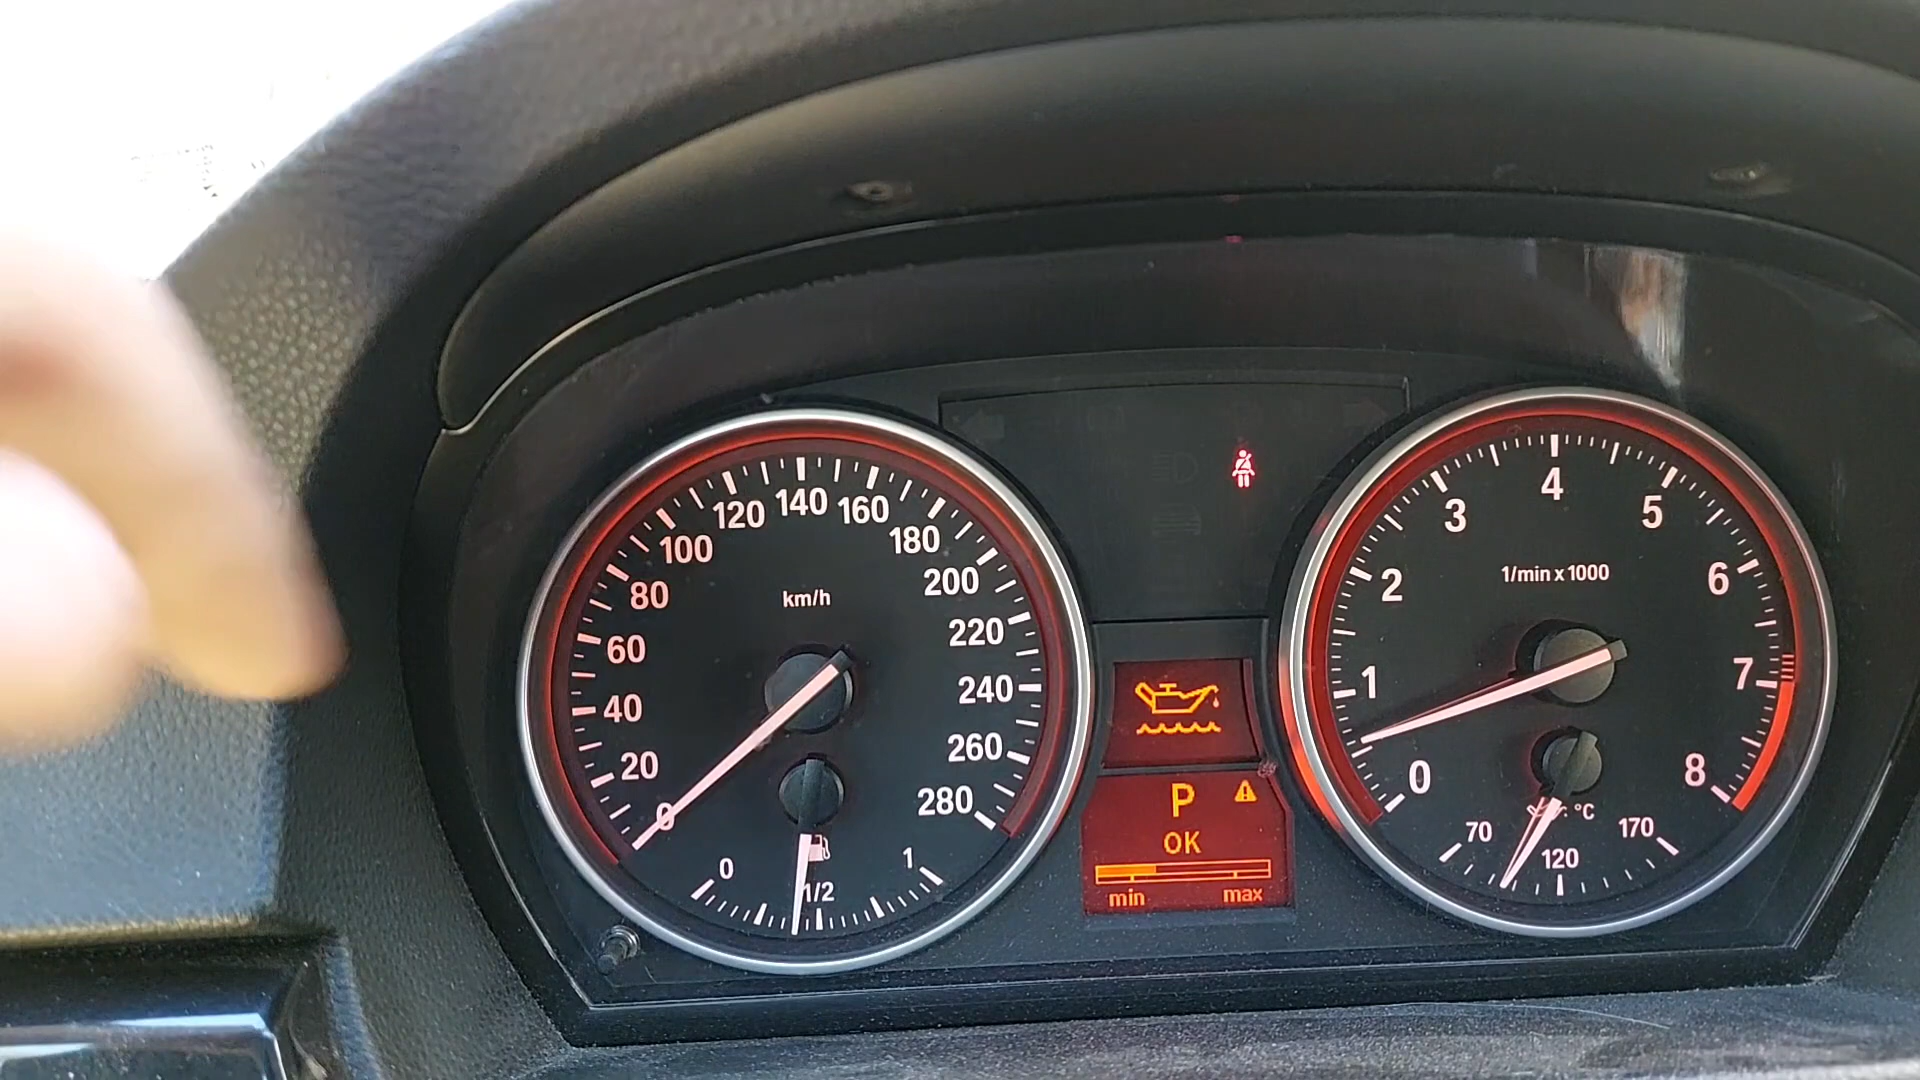 0 20 40 60 80 100 120 140 160 180 200 220 240 260 280
km/h
0 1/2 1
P
OK
min max
0 1 2 3 4 5 6 7 8
1/min x 1000
°C
70 120 170